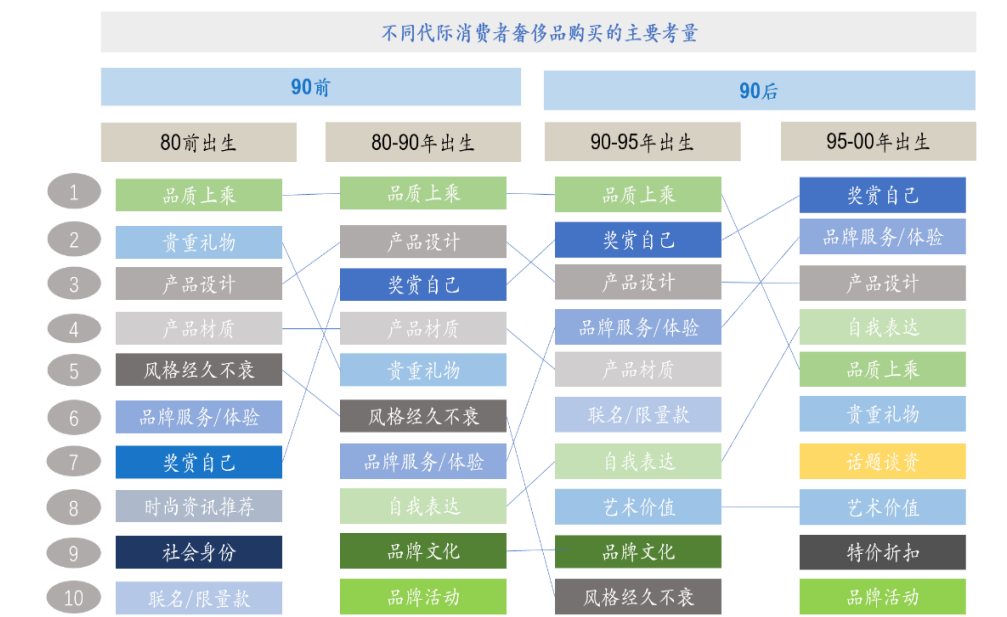 不同代际消费者奢侈品购买的主要考量
90前
90后
80前出生
80-90年出生
90-95年出生
95-00年出生
1
品质上乘
品质上乘
品质上乘
奖赏自己
2
贵重礼物
产品设计
奖赏自己
品牌服务/体验
3
产品设计
奖赏自己
产品设计
产品设计
4
产品材质
产品材质
品牌服务/体验
自我表达
5
风格经久不衰
贵重礼物
产品材质
品质上乘
6
品牌服务/体验
风格经久不衰
联名/限量款
贵重礼物
7
奖赏自己
品牌服务/体验
自我表达
话题谈资
8
时尚资讯推荐
自我表达
艺术价值
艺术价值
9
社会身份
品牌文化
品牌文化
特价折扣
10
联名/限量款
品牌活动
风格经久不衰
品牌活动